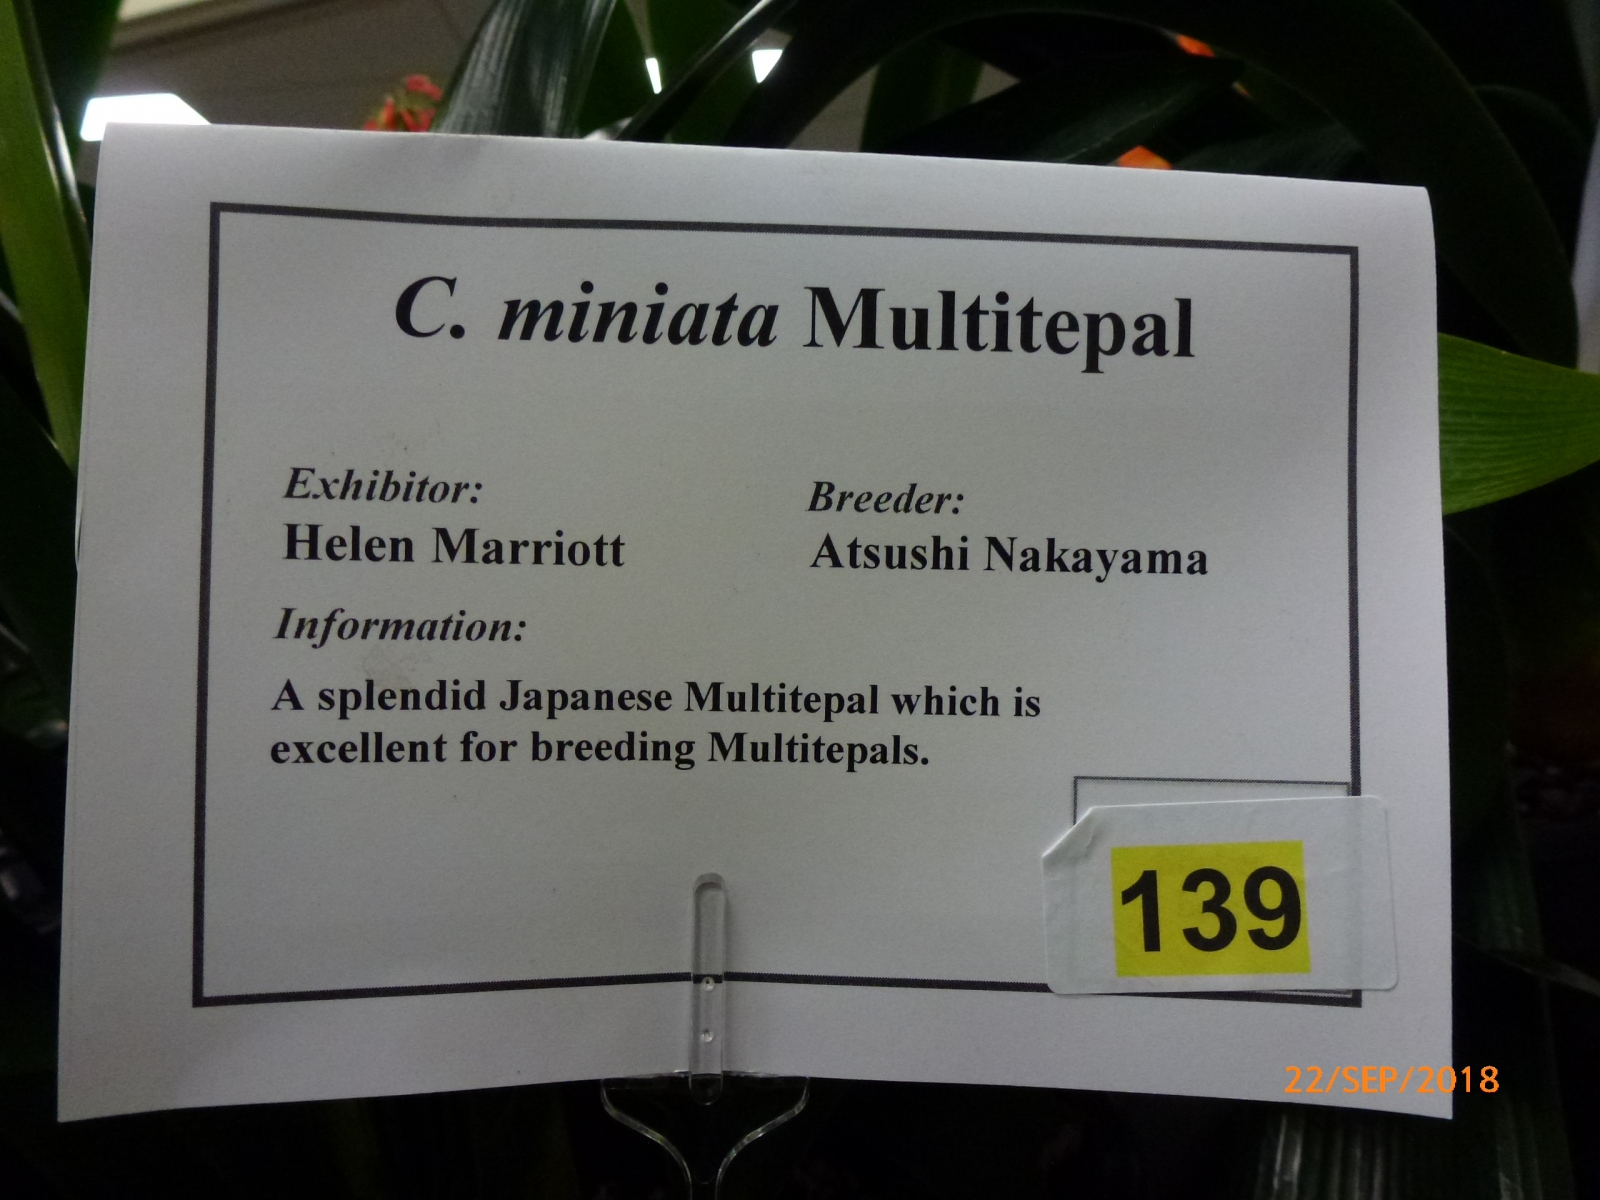 C. miniata Multitepal
Exhibitor:
Helen Marriott
Breeder:
Atsushi Nakayama
Information:
A splendid Japanese Multitepal which is
excellent for breeding Multitepals.
139
22/SEP/2018